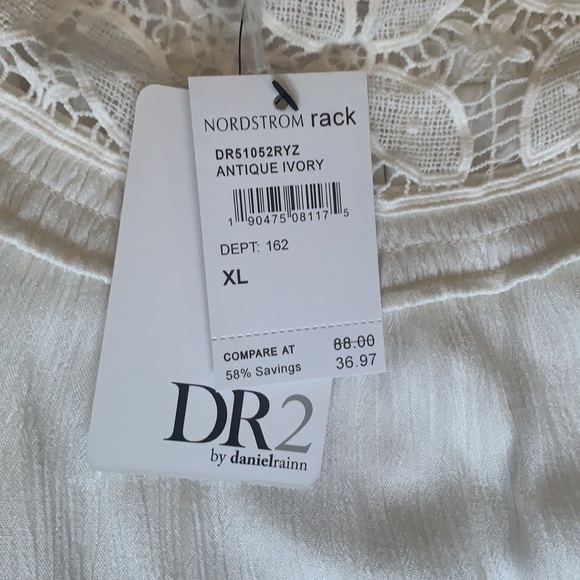 NORDSTROM rack
DR51052RYZ
ANTIQUE IVORY
1 90475 08117 5
DEPT: 162
XL
COMPARE AT 88.00
58% Savings 36.97
DR2
by danielrainn